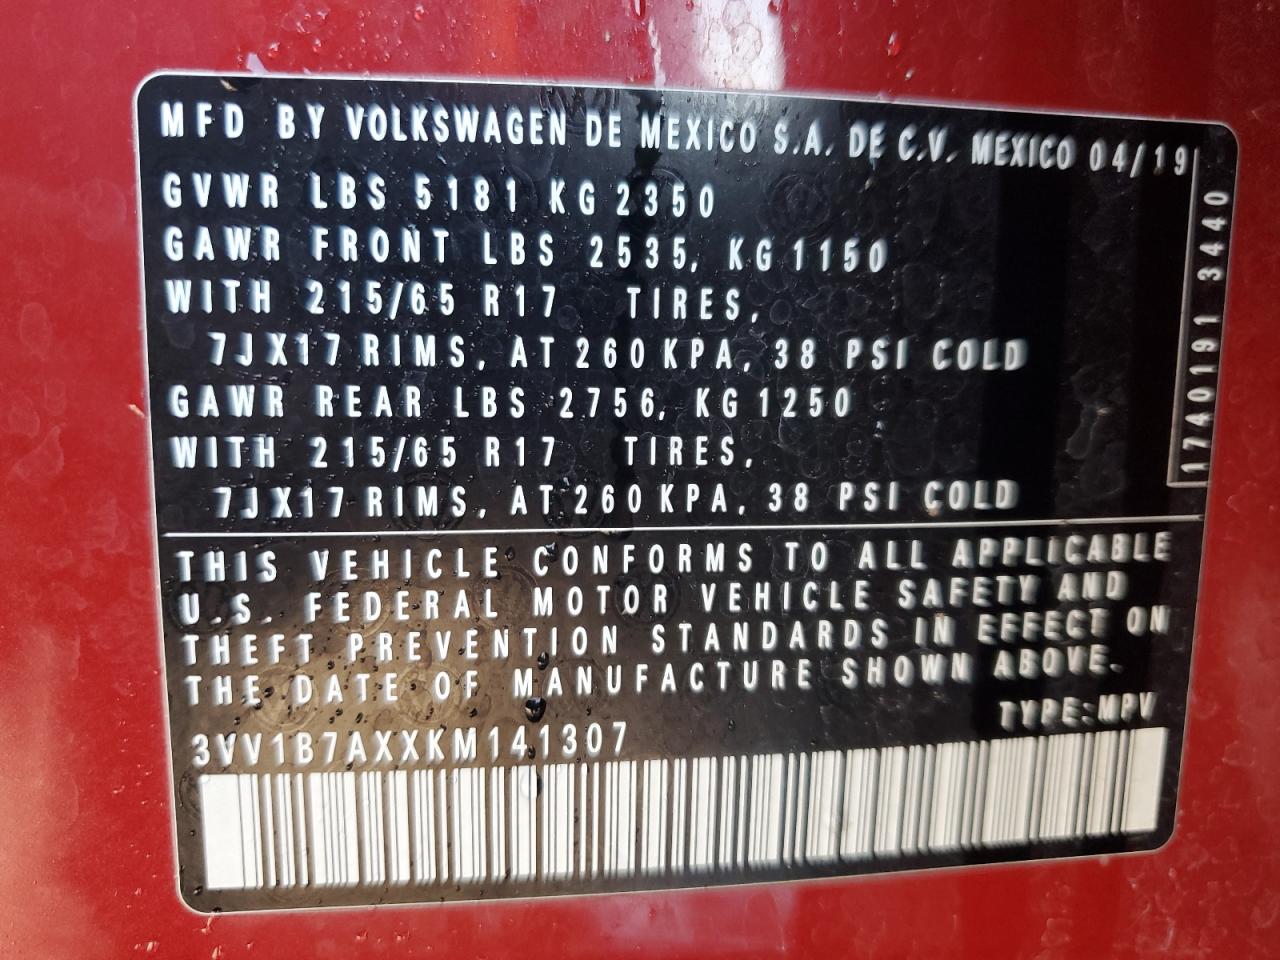 MFD BY VOLKSWAGEN DE MEXICO S.A. DE C.V. MEXICO 04/19
GVWR LBS 5181 KG 2350
GAWR FRONT LBS 2535, KG 1150
WITH 215/65 R17 TIRES,
7JX17 RIMS, AT 260 KPA, 38 PSI COLD
GAWR REAR LBS 2756, KG 1250
WITH 215/65 R17 TIRES,
7JX17 RIMS, AT 260 KPA, 38 PSI COLD
1740191 3440
THIS VEHICLE CONFORMS TO ALL APPLICABLE
U.S. FEDERAL MOTOR VEHICLE SAFETY AND
THEFT PREVENTION STANDARDS IN EFFECT ON
THE DATE OF MANUFACTURE SHOWN ABOVE.
TYPE:MPV
3VV1B7AXXKM141307